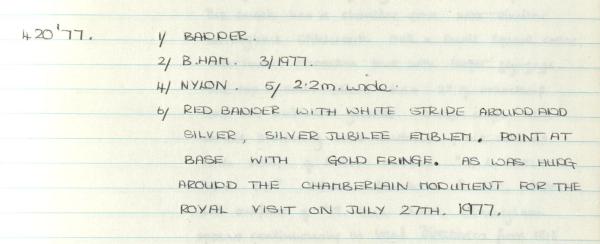 420'77. 1/ BANNER.
2/ B.HAM. 3/1977.
4/ NYLON. 5/ 2.2m. wide.
6/ RED BANNER WITH WHITE STRIPE AROUND AND
SILVER, SILVER JUBILEE EMBLEM. POINT AT
BASE WITH GOLD FRINGE. AS WAS HUNG
AROUND THE CHAMBERLAIN MONUMENT FOR THE
ROYAL VISIT ON JULY 27TH. 1977.